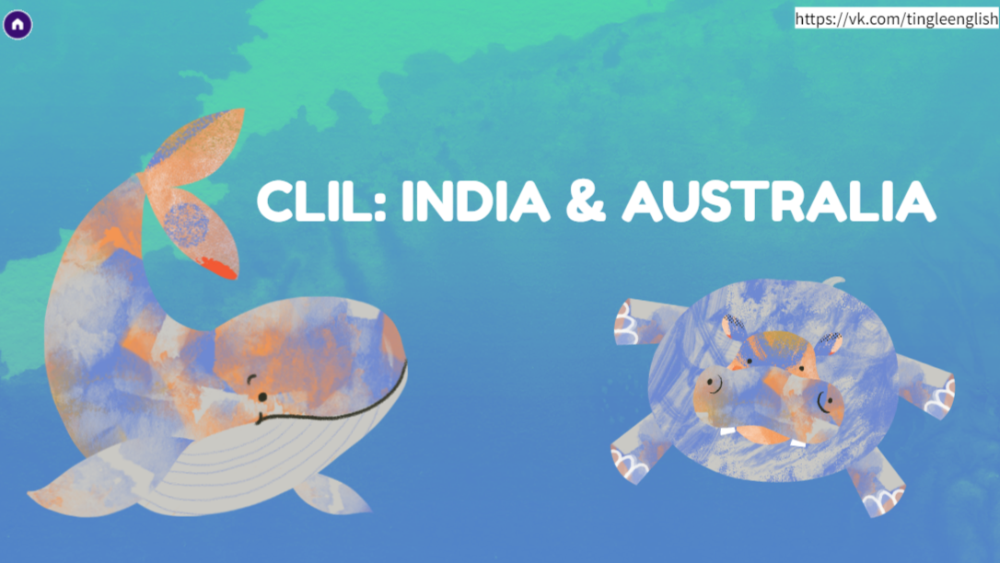 https://vk.com/tingleenglish
CLIL: INDIA & AUSTRALIA